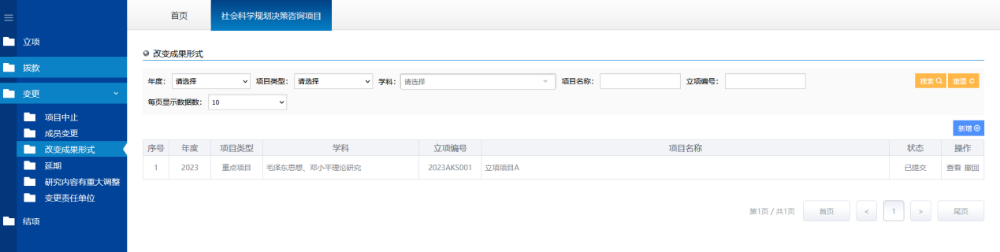 首页 社会科学规划决策咨询项目
立项
拨款
变更
项目中止
成员变更
改变成果形式
延期
研究内容有重大调整
变更责任单位
结项
改变成果形式
年度： 请选择 项目类型： 请选择 学科： 请选择 项目名称： 立项编号： 搜索 重置
每页显示数据数： 10
新增
序号 年度 项目类型 学科 立项编号 项目名称 状态 操作
1 2023 重点项目 毛泽东思想、邓小平理论研究 2023AKS001 立项项目A 已提交 查看 撤回
第1页 / 共1页 首页 < 1 > 尾页